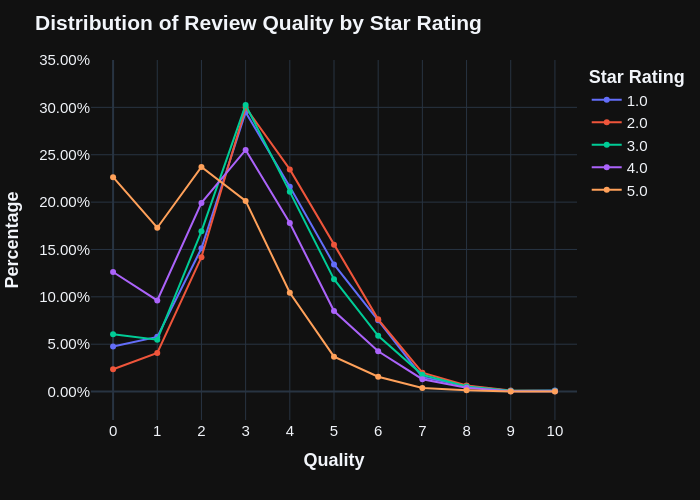 Distribution of Review Quality by Star Rating
35.00%
30.00%
25.00%
20.00%
15.00%
10.00%
5.00%
0.00%
Percentage
0 1 2 3 4 5 6 7 8 9 10
Quality
Star Rating
1.0
2.0
3.0
4.0
5.0